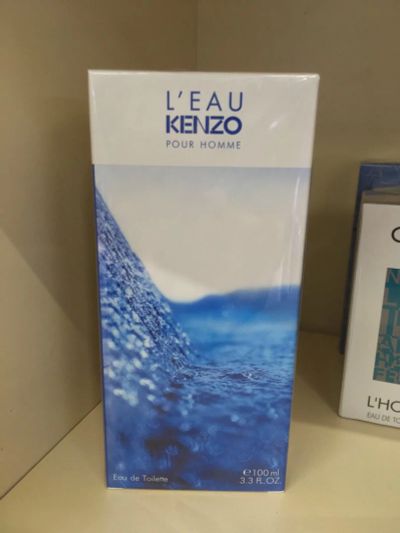 L'EAU
KENZO
POUR HOMME
Eau de Toilette
℮100 ml
3.3 FL.OZ.
L'HO
EAU DE TO